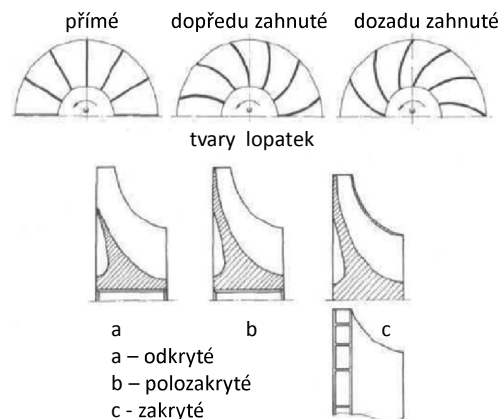 přímé dopředu zahnuté dozadu zahnuté
tvary lopatek
a b c
a – odkryté
b – polozakryté
c - zakryté